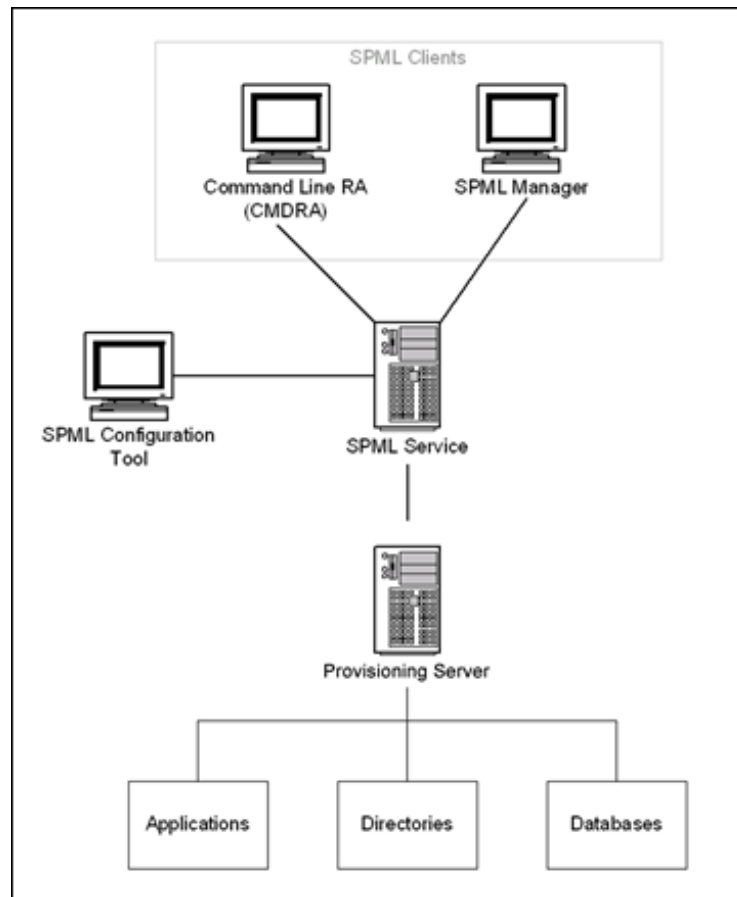 SPML Clients
Command Line RA
(CMDRA)
SPML Manager
SPML Configuration
Tool
SPML Service
Provisioning Server
Applications
Directories
Databases